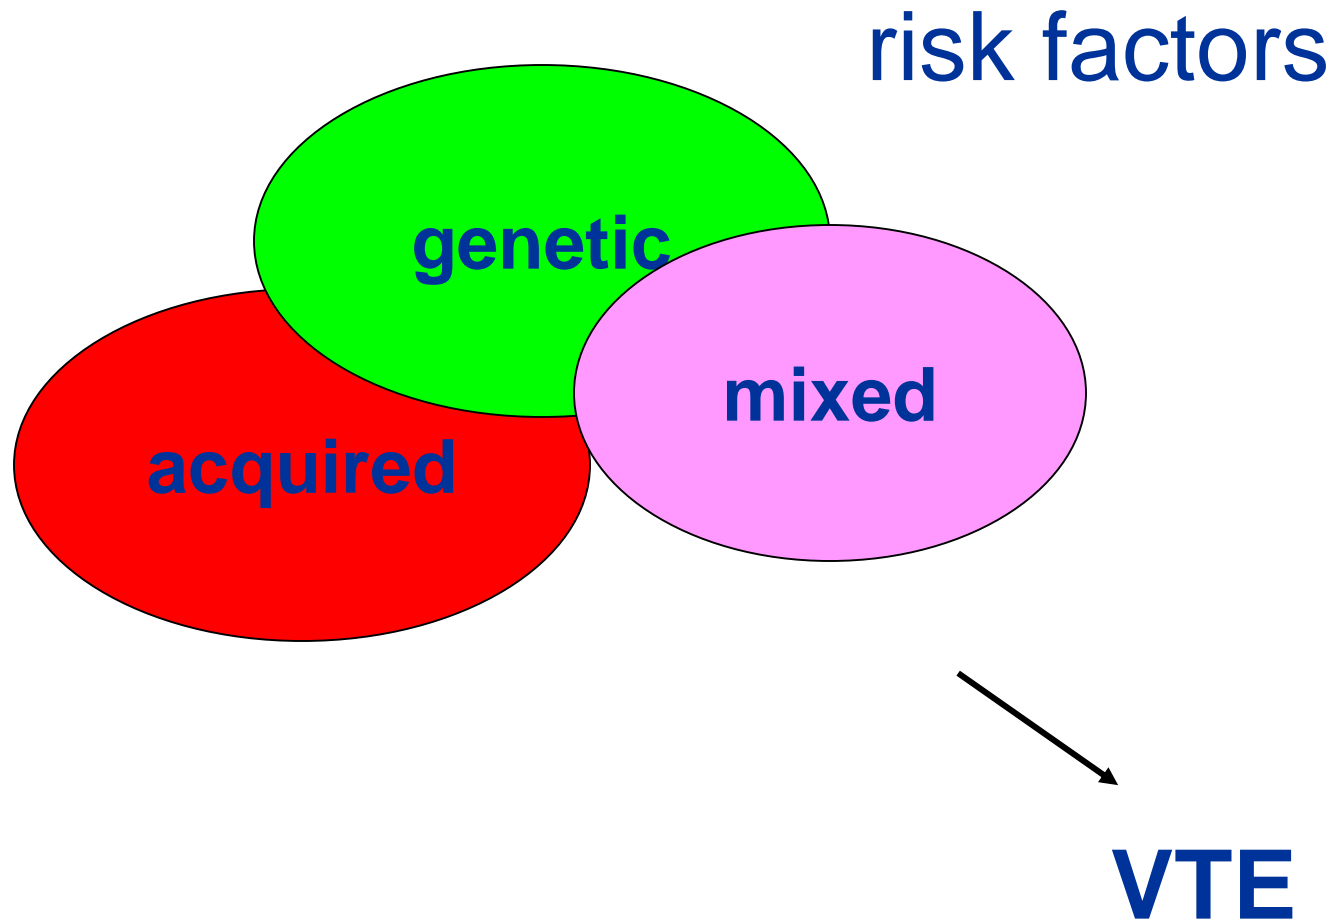 risk factors
genetic
mixed
acquired
VTE